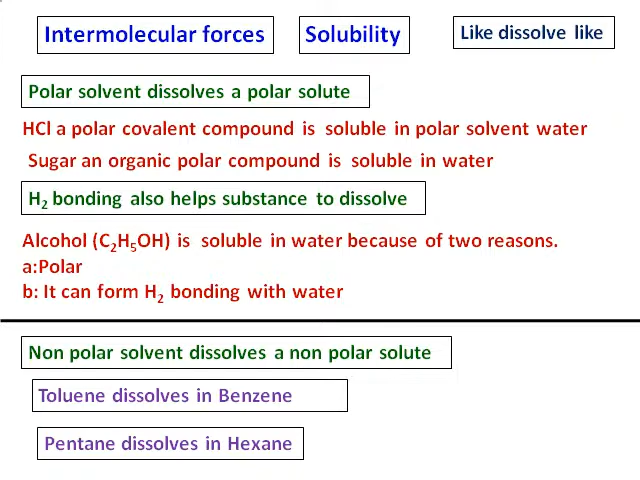 Intermolecular forces Solubility Like dissolve like
Polar solvent dissolves a polar solute
HCl a polar covalent compound is soluble in polar solvent water
Sugar an organic polar compound is soluble in water
H₂ bonding also helps substance to dissolve
Alcohol (C₂H₅OH) is soluble in water because of two reasons.
a:Polar
b: It can form H₂ bonding with water
Non polar solvent dissolves a non polar solute
Toluene dissolves in Benzene
Pentane dissolves in Hexane